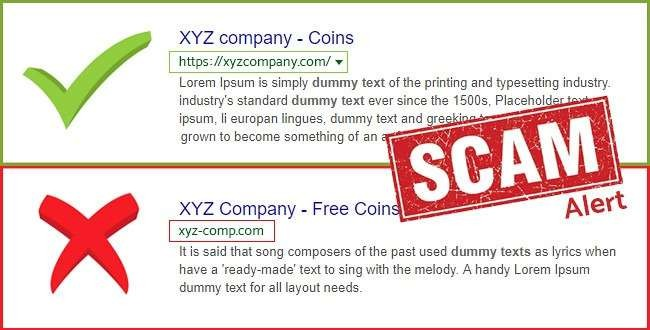 XYZ company - Coins
https://xyzcompany.com/
Lorem Ipsum is simply dummy text of the printing and typesetting industry.
industry's standard dummy text ever since the 1500s, Placeholder text
ipsum, li europan lingues, dummy text and greeking
grown to become something of an
SCAM
Alert
XYZ Company - Free Coins
xyz-comp.com
It is said that song composers of the past used dummy texts as lyrics when
have a 'ready-made' text to sing with the melody. A handy Lorem Ipsum
dummy text for all layout needs.